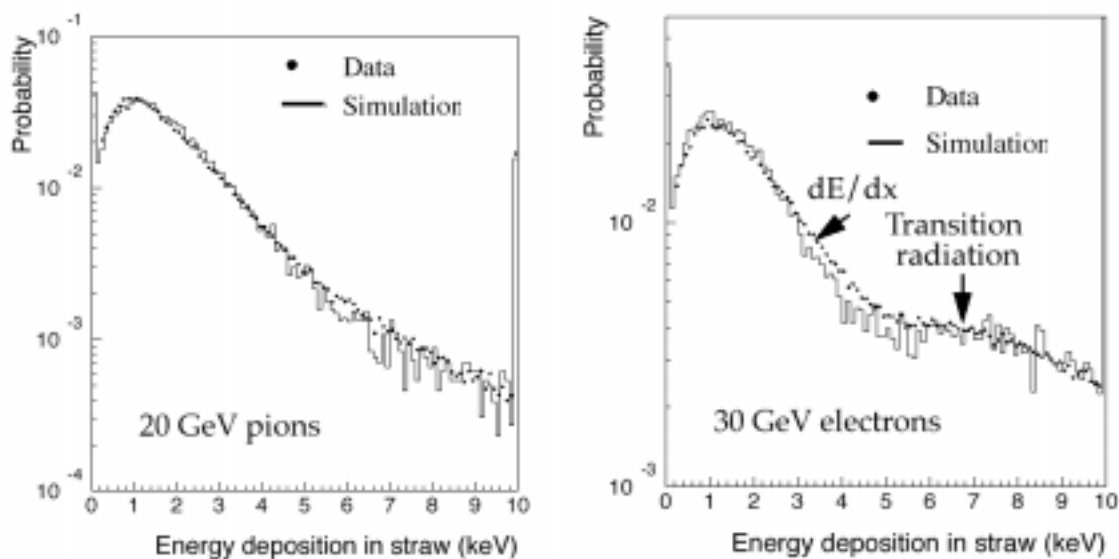 Probability
10-1
10-2
10-3
10-4
Data
Simulation
20 GeV pions
0 1 2 3 4 5 6 7 8 9 10
Energy deposition in straw (keV)
Probability
10-2
10-3
Data
Simulation
dE/dx
Transition
radiation
30 GeV electrons
0 1 2 3 4 5 6 7 8 9 10
Energy deposition in straw (keV)